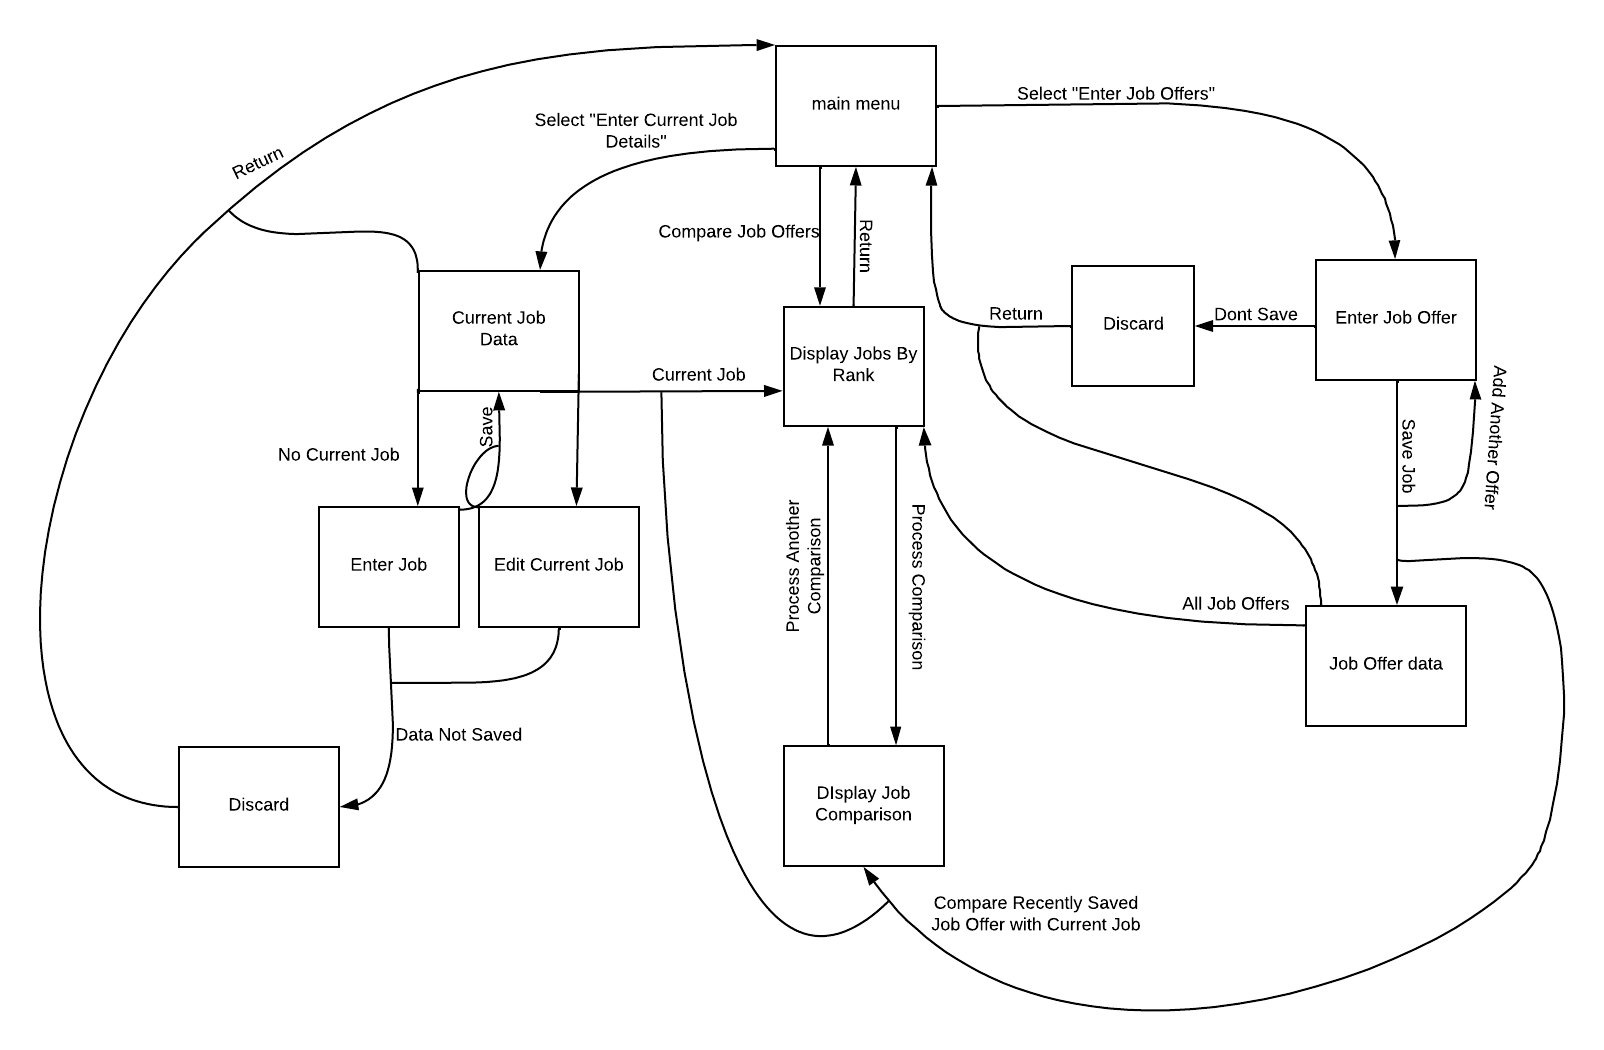 main menu
Select "Enter Job Offers"
Select "Enter Current Job
Details"
Return
Compare Job Offers
Return
Current Job
Data
Return
Discard
Dont Save
Enter Job Offer
Display Jobs By
Rank
Current Job
Save
No Current Job
Add Another Offer
Save Job
Enter Job
Edit Current Job
Process Another
Comparison
Process Comparison
All Job Offers
Job Offer data
Data Not Saved
Discard
DIsplay Job
Comparison
Compare Recently Saved
Job Offer with Current Job